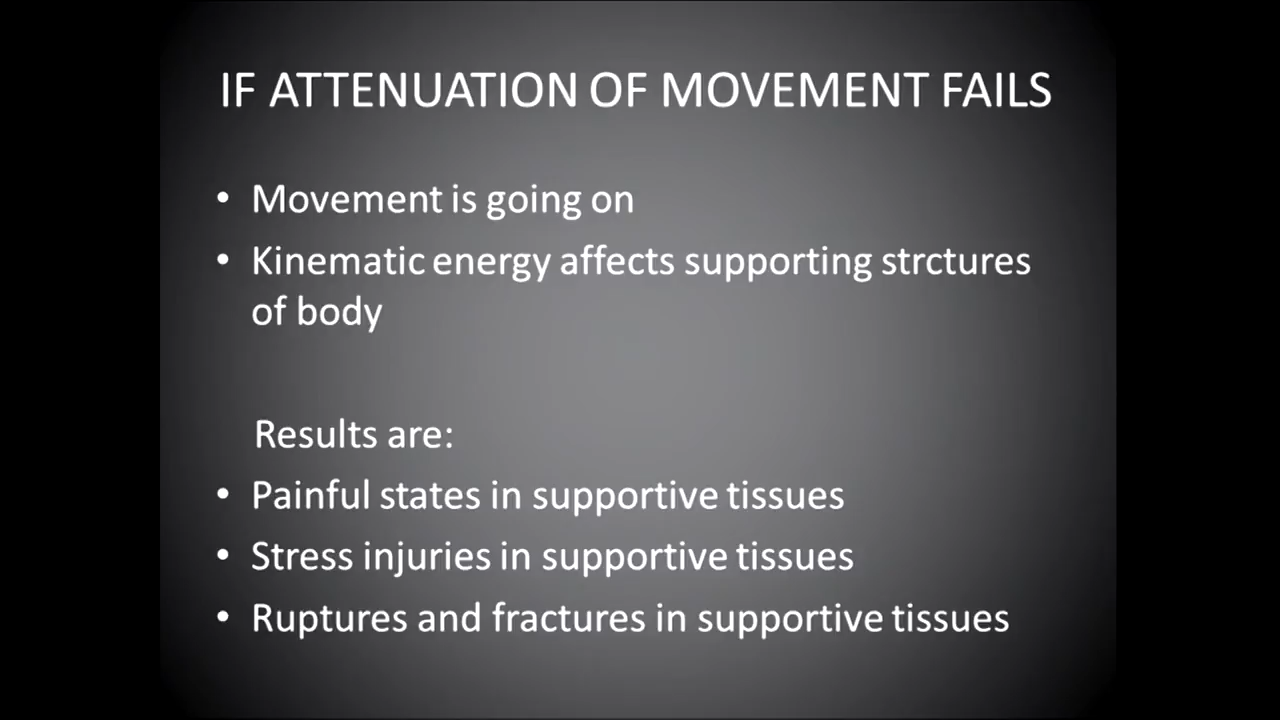 IF ATTENUATION OF MOVEMENT FAILS
• Movement is going on
• Kinematic energy affects supporting strctures
of body
Results are:
• Painful states in supportive tissues
• Stress injuries in supportive tissues
• Ruptures and fractures in supportive tissues